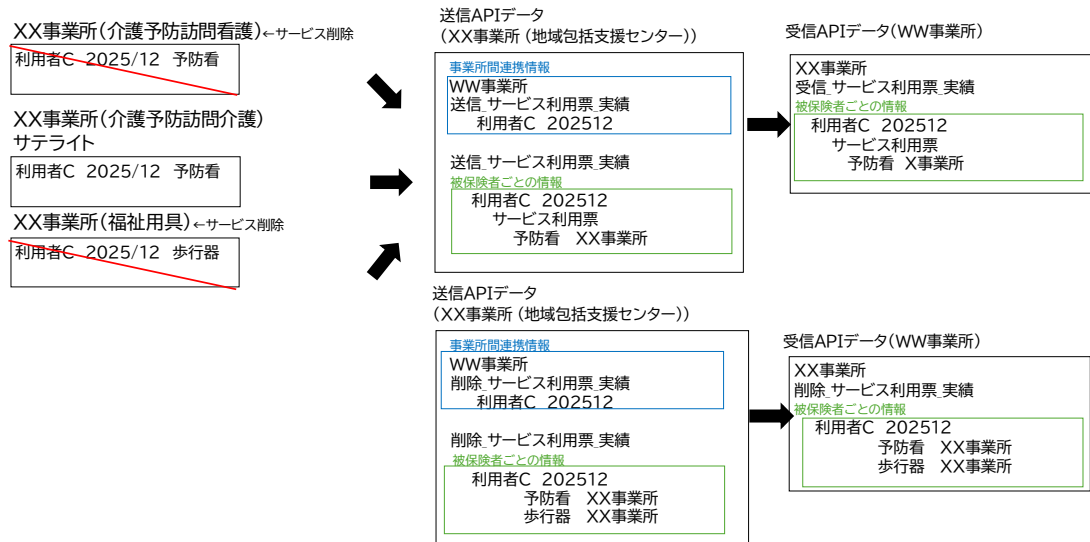 XX事業所(介護予防訪問看護)←サービス削除
利用者C 2025/12 予防看
XX事業所(介護予防訪問介護)
サテライト
利用者C 2025/12 予防看
XX事業所(福祉用具)←サービス削除
利用者C 2025/12 歩行器
送信APIデータ
(XX事業所 (地域包括支援センター))
事業所間連携情報
WW事業所
送信_サービス利用票_実績
利用者C 202512
送信_サービス利用票_実績
被保険者ごとの情報
利用者C 202512
サービス利用票
予防看 XX事業所
受信APIデータ(WW事業所)
XX事業所
受信_サービス利用票_実績
被保険者ごとの情報
利用者C 202512
サービス利用票
予防看 X事業所
送信APIデータ
(XX事業所 (地域包括支援センター))
事業所間連携情報
WW事業所
削除_サービス利用票_実績
利用者C 202512
削除_サービス利用票_実績
被保険者ごとの情報
利用者C 202512
予防看 XX事業所
歩行器 XX事業所
受信APIデータ(WW事業所)
XX事業所
削除_サービス利用票_実績
被保険者ごとの情報
利用者C 202512
予防看 XX事業所
歩行器 XX事業所